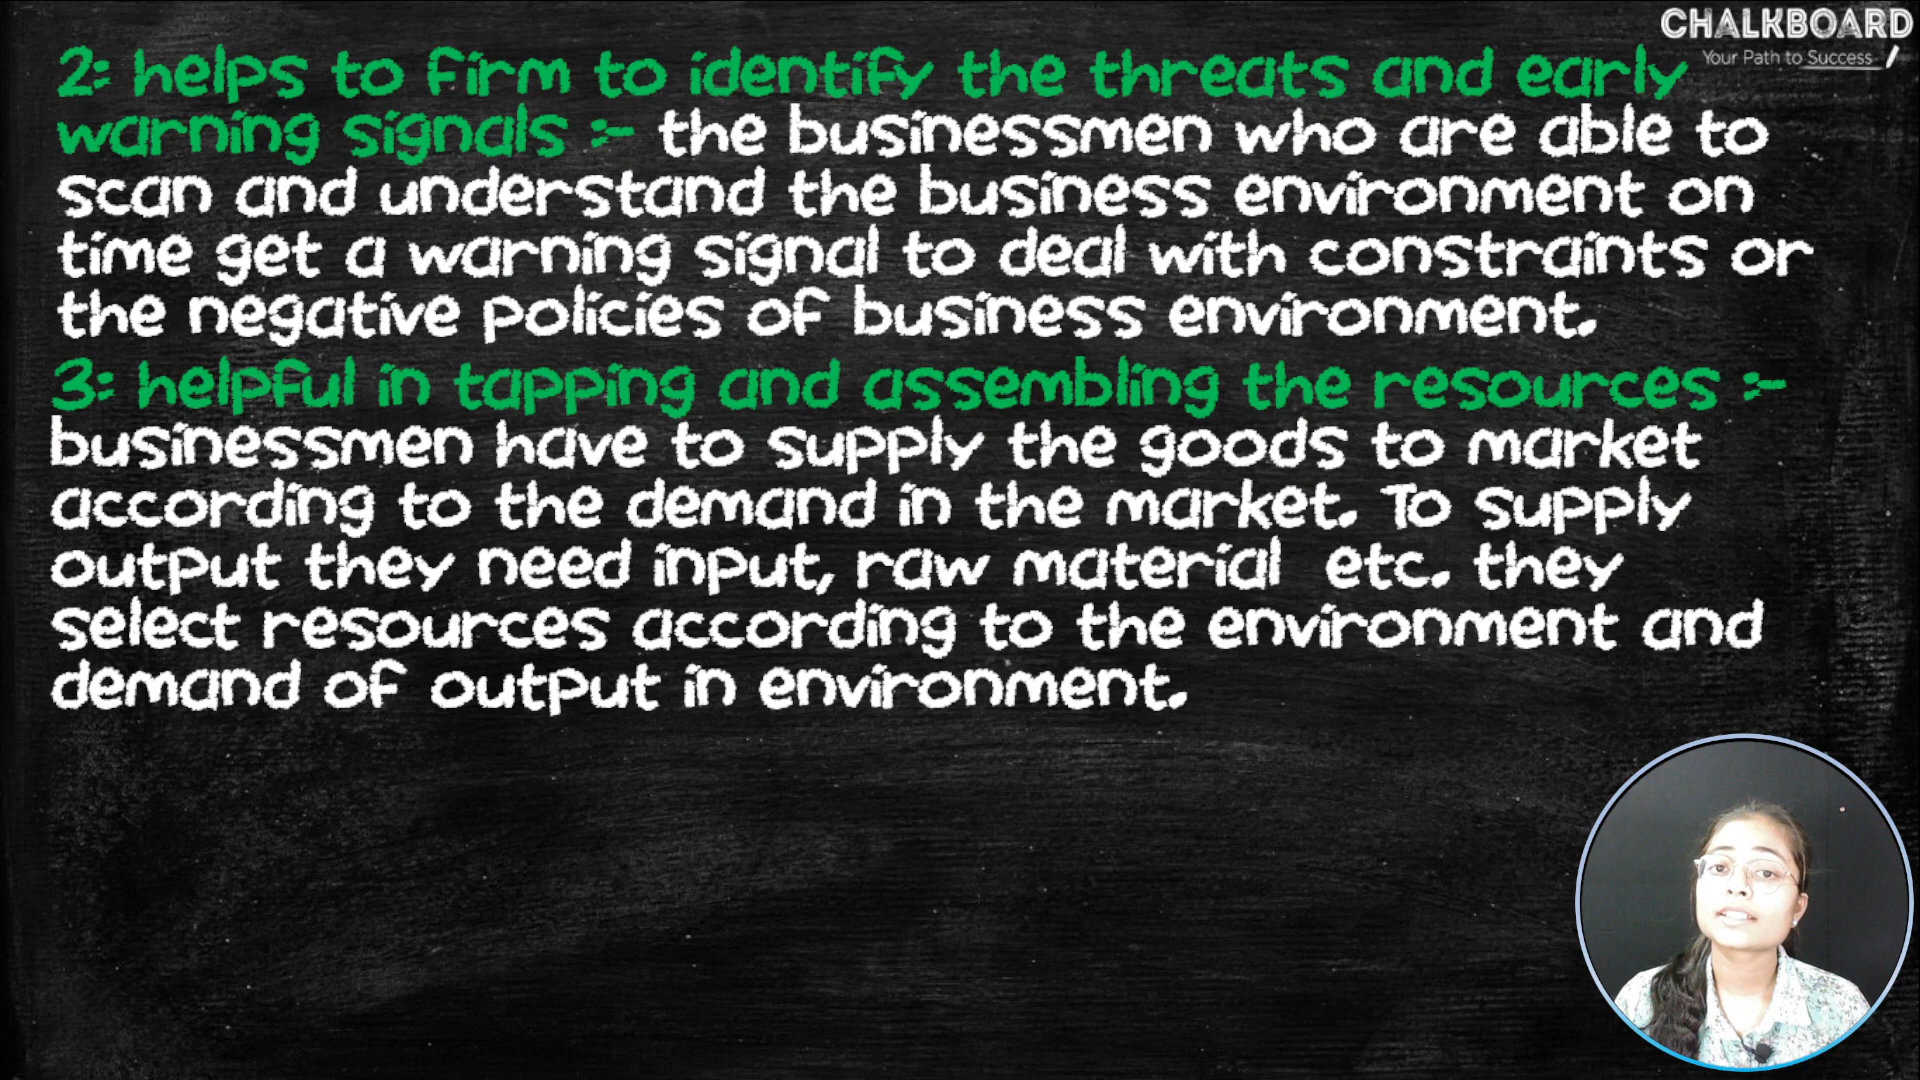 CHALKBOARD
Your Path to Success
2: helps to firm to identify the threats and early
warning signals :- the businessmen who are able to
scan and understand the business environment on
time get a warning signal to deal with constraints or
the negative policies of business environment.
3: helpful in tapping and assembling the resources :-
businessmen have to supply the goods to market
according to the demand in the market. To supply
output they need input, raw material etc. they
select resources according to the environment and
demand of output in environment.